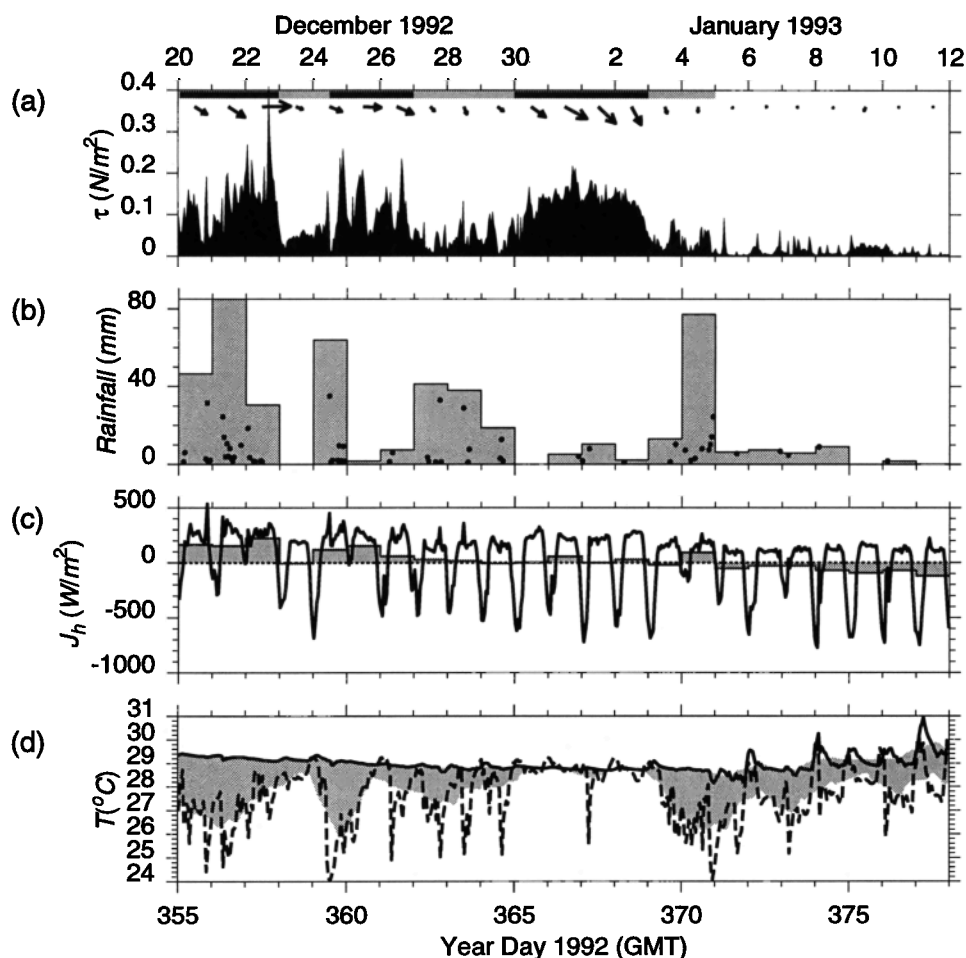 December 1992
January 1993
20 22 24 26 28 30 2 4 6 8 10 12
(a)
0.4
0.3
0.2
0.1
0
τ (N/m²)
(b)
80
40
0
Rainfall (mm)
(c)
500
0
-500
-1000
J_h (W/m²)
(d)
31
30
29
28
27
26
25
24
T(°C)
355 360 365 370 375
Year Day 1992 (GMT)